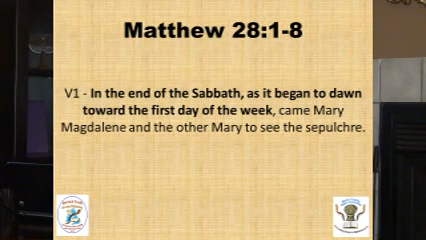 Matthew 28:1-8
V1 - In the end of the Sabbath, as it began to dawn
toward the first day of the week, came Mary
Magdalene and the other Mary to see the sepulchre.